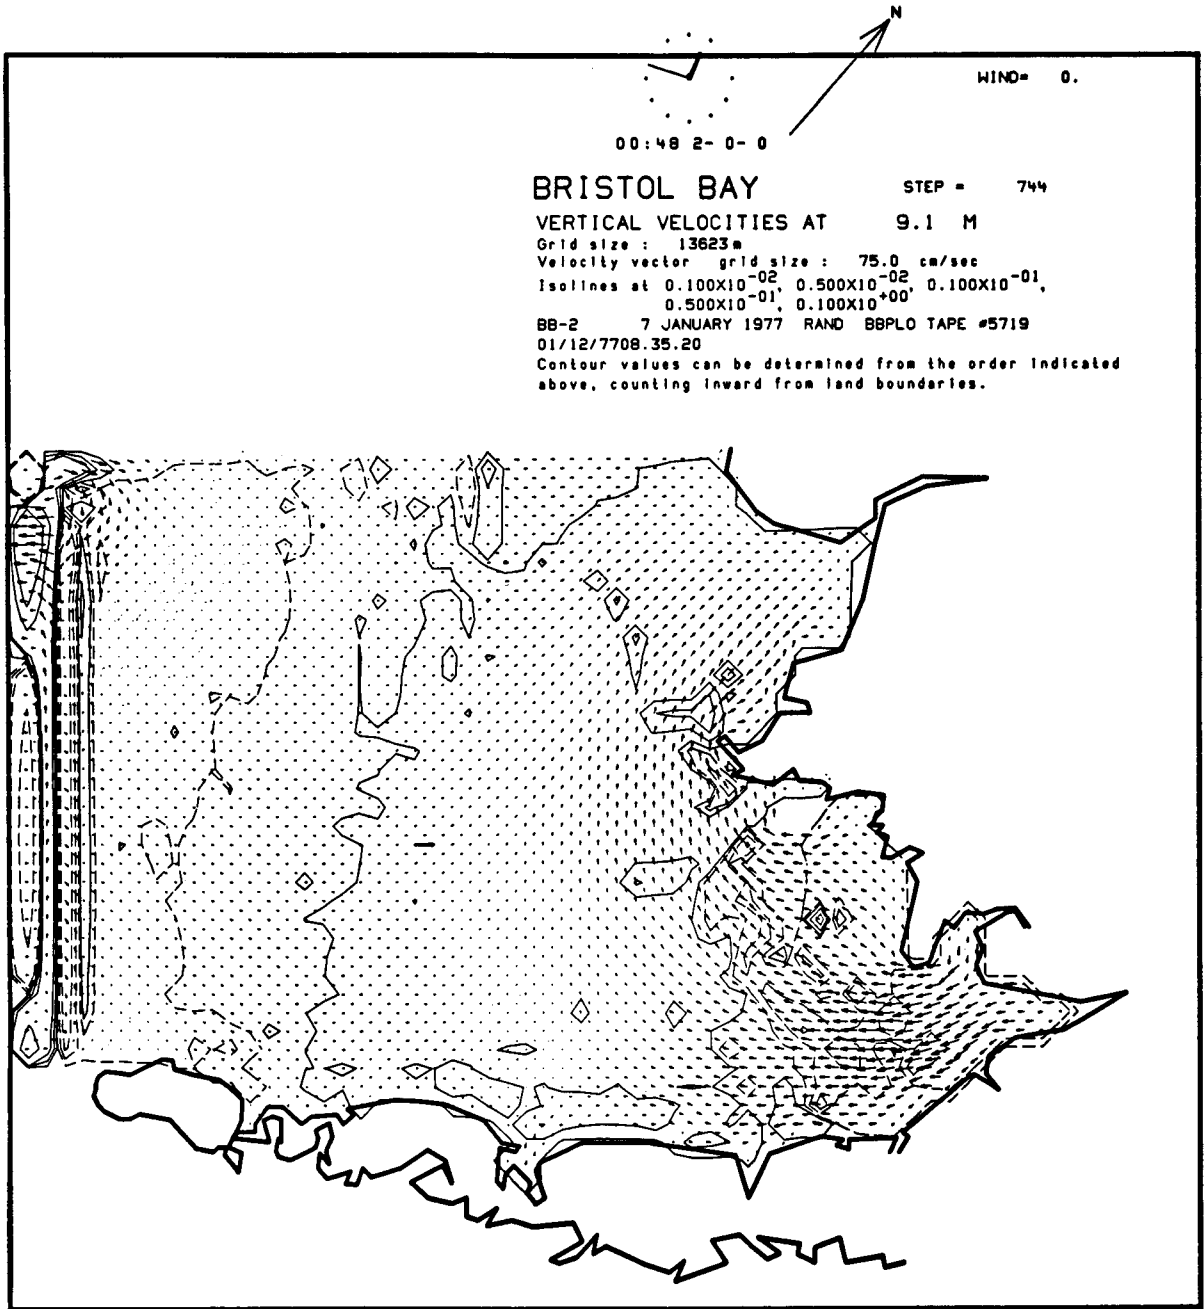 N
WIND= 0.
00:48 2- 0- 0
BRISTOL BAY STEP = 744
VERTICAL VELOCITIES AT 9.1 M
Grid size : 13623m
Velocity vector grid size : 75.0 cm/sec
Isolines at 0.100X10^-02, 0.500X10^-02, 0.100X10^-01,
0.500X10^-01, 0.100X10^+00
BB-2 7 JANUARY 1977 RAND BBPLO TAPE #5719
01/12/7708.35.20
Contour values can be determined from the order indicated
above, counting inward from land boundaries.